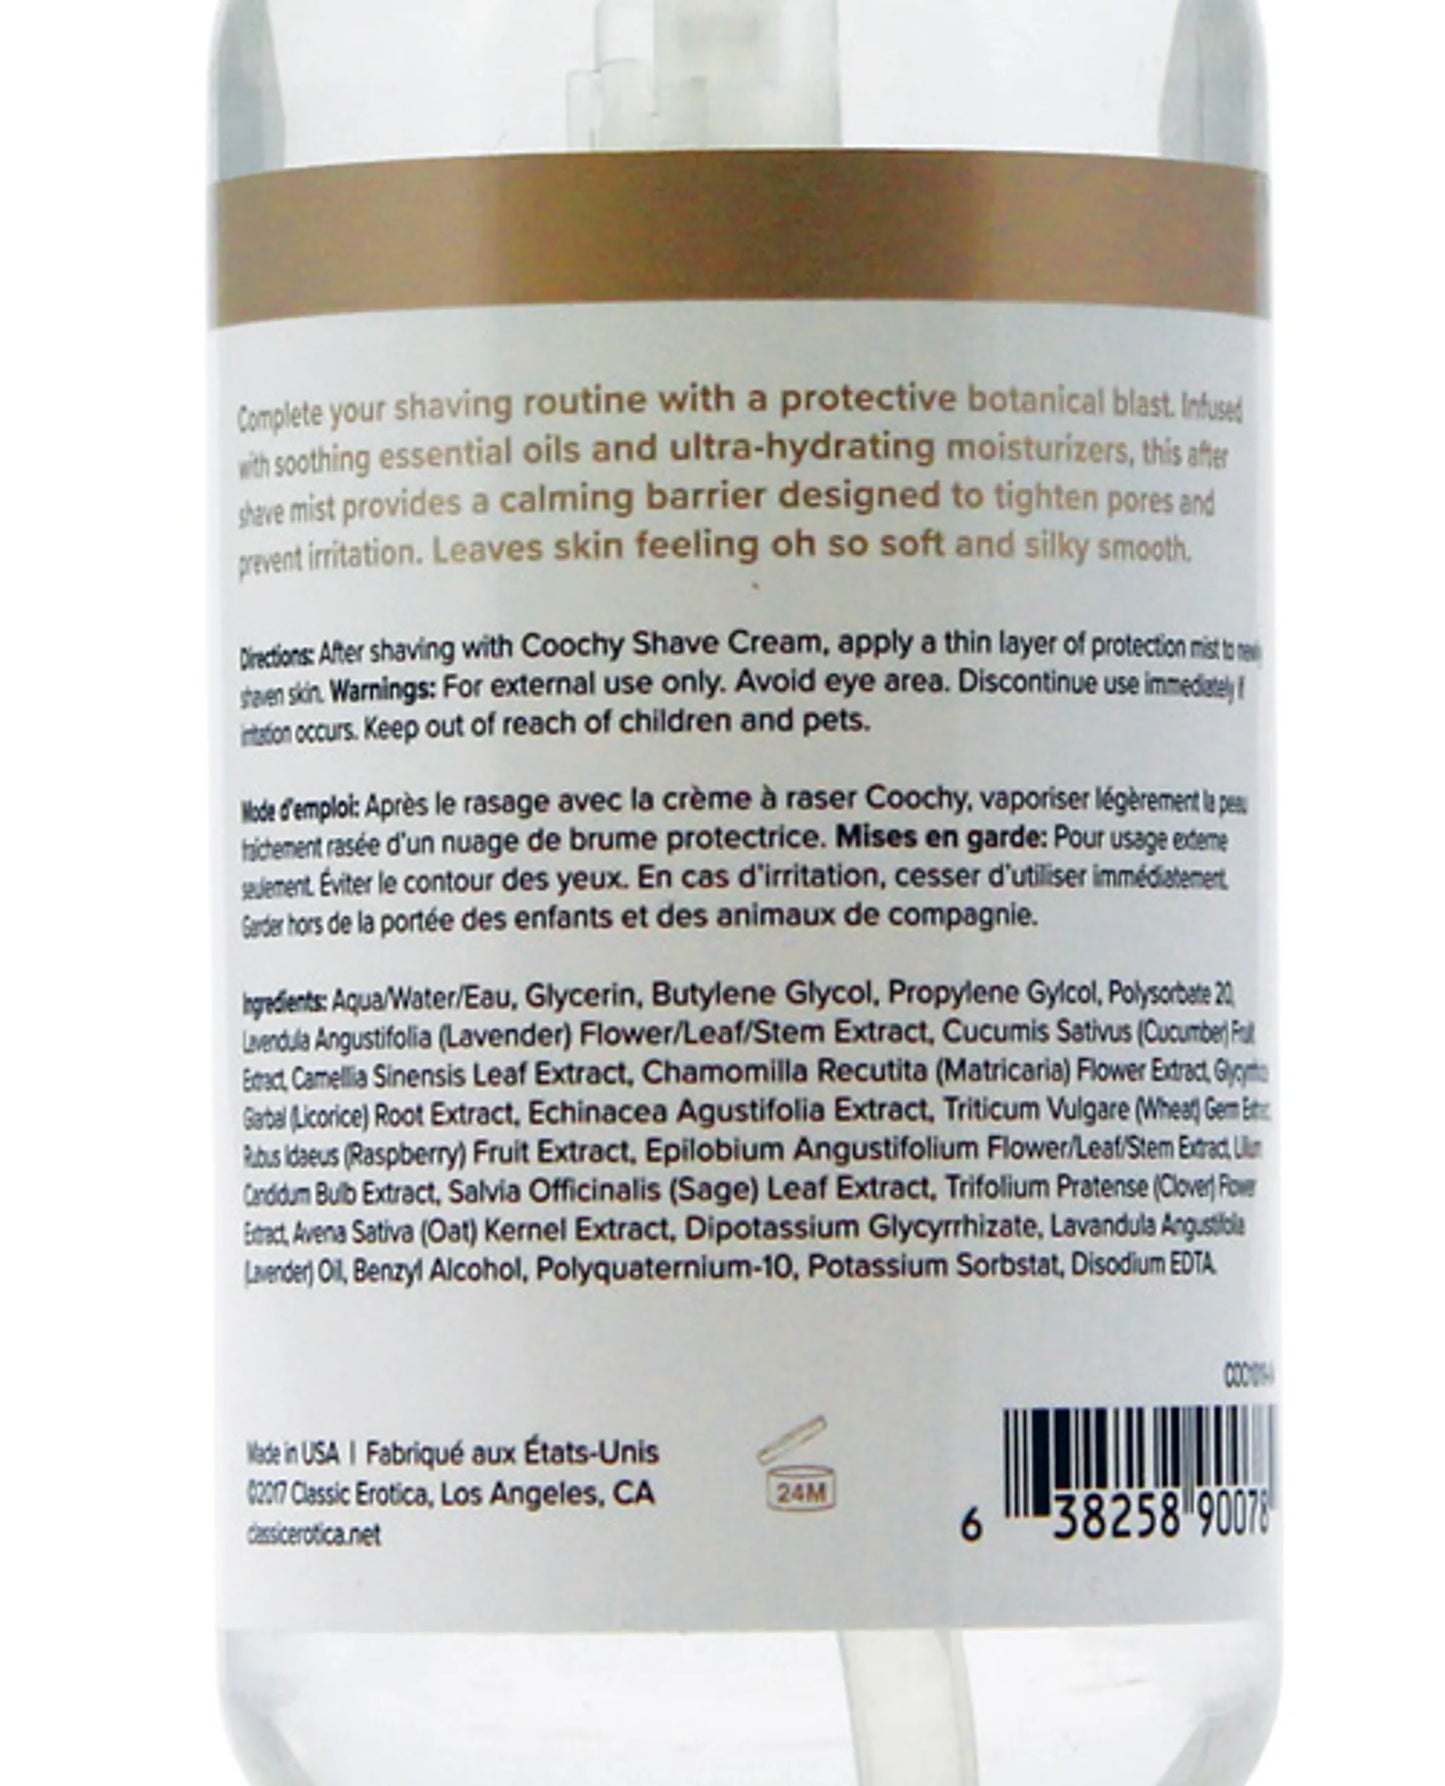 Complete your shaving routine with a protective botanical blast. Infused
with soothing essential oils and ultra-hydrating moisturizers, this after
shave mist provides a calming barrier designed to tighten pores and
prevent irritation. Leaves skin feeling oh so soft and silky smooth.
Directions: After shaving with Coochy Shave Cream, apply a thin layer of protection mist to newly
shaven skin. Warnings: For external use only. Avoid eye area. Discontinue use immediately if
irritation occurs. Keep out of reach of children and pets.
Mode d'emploi: Après le rasage avec la crème à raser Coochy, vaporiser légèrement la peau
fraîchement rasée d'un nuage de brume protectrice. Mises en garde: Pour usage externe
seulement. Éviter le contour des yeux. En cas d'irritation, cesser d'utiliser immédiatement.
Garder hors de la portée des enfants et des animaux de compagnie.
Ingredients: Aqua/Water/Eau, Glycerin, Butylene Glycol, Propylene Gylcol, Polysorbate 20,
Lavendula Angustifolia (Lavender) Flower/Leaf/Stem Extract, Cucumis Sativus (Cucumber) Fruit
Extract, Camellia Sinensis Leaf Extract, Chamomilla Recutita (Matricaria) Flower Extract,
(Licorice) Root Extract, Echinacea Agustifolia Extract, Triticum Vulgare (Wheat) Germ Extract,
Rubus Idaeus (Raspberry) Fruit Extract, Epilobium Angustifolium Flower/Leaf/Stem Extract, Lilium
Candidum Bulb Extract, Salvia Officinalis (Sage) Leaf Extract, Trifolium Pratense (Clover) Flower
Extract, Avena Sativa (Oat) Kernel Extract, Dipotassium Glycyrrhizate, Lavandula Angustifolia
(Lavender) Oil, Benzyl Alcohol, Polyquaternium-10, Potassium Sorbstat, Disodium EDTA.
Made in USA | Fabriqué aux États-Unis
©2017 Classic Erotica, Los Angeles, CA
classicerotica.net
24M
6 38258 90078